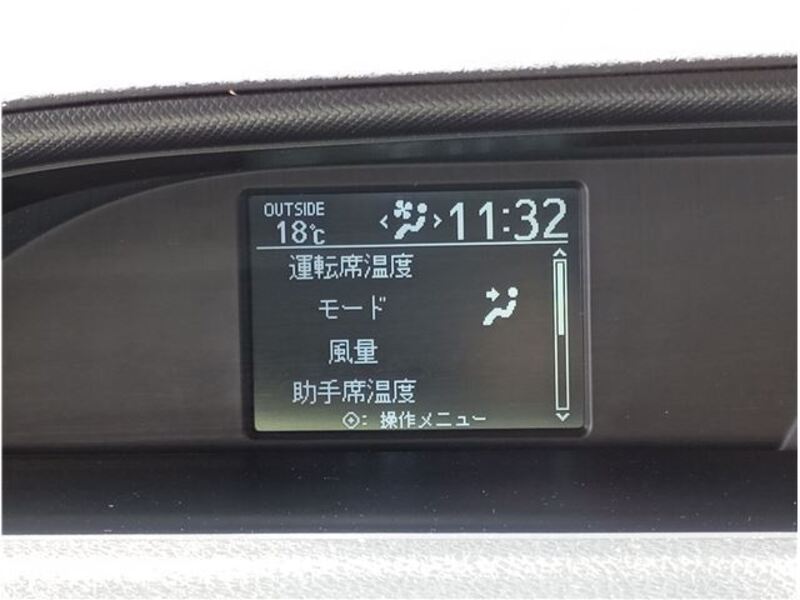 OUTSIDE
18℃
11:32
運転席温度
モード
風量
助手席温度
: 操作メニュー